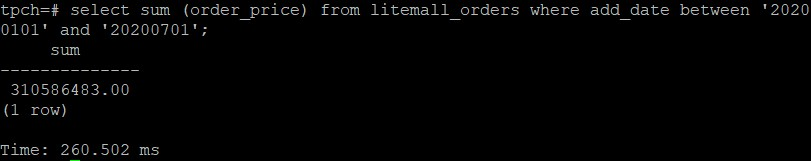 tpch=# select sum (order_price) from litemall_orders where add_date between '2020
0101' and '20200701';
sum
--------------
310586483.00
(1 row)
Time: 260.502 ms